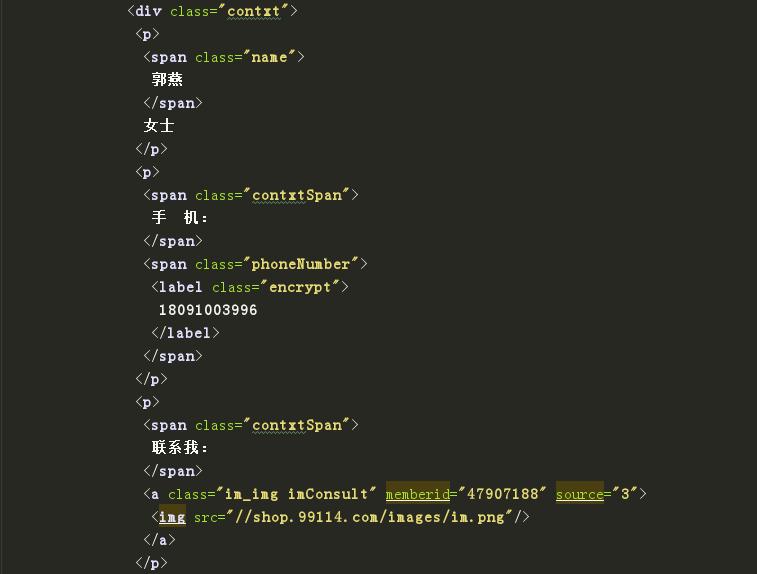 <div class="contxt">
<p>
<span class="name">
郭燕
</span>
女士
</p>
<p>
<span class="contxtSpan">
手　机：
</span>
<span class="phoneNumber">
<label class="encrypt">
18091003996
</label>
</span>
</p>
<p>
<span class="contxtSpan">
联系我：
</span>
<a class="im_img imConsult" memberid="47907188" source="3">
<img src="//shop.99114.com/images/im.png"/>
</a>
</p>